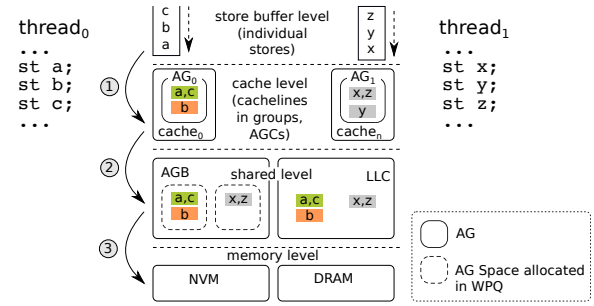 thread0
...
st a;
st b;
st c;
...
c
b
a
store buffer level
(individual
stores)
z
y
x
thread1
...
st x;
st y;
st z;
...
1
AG0
a,c
b
cache0
cache level
(cachelines
in groups,
AGCs)
AG1
x,z
y
cachen
2
AGB
shared level
LLC
a,c
b
x,z
a,c
b
x,z
3
memory level
NVM
DRAM
AG
AG Space allocated
in WPQ